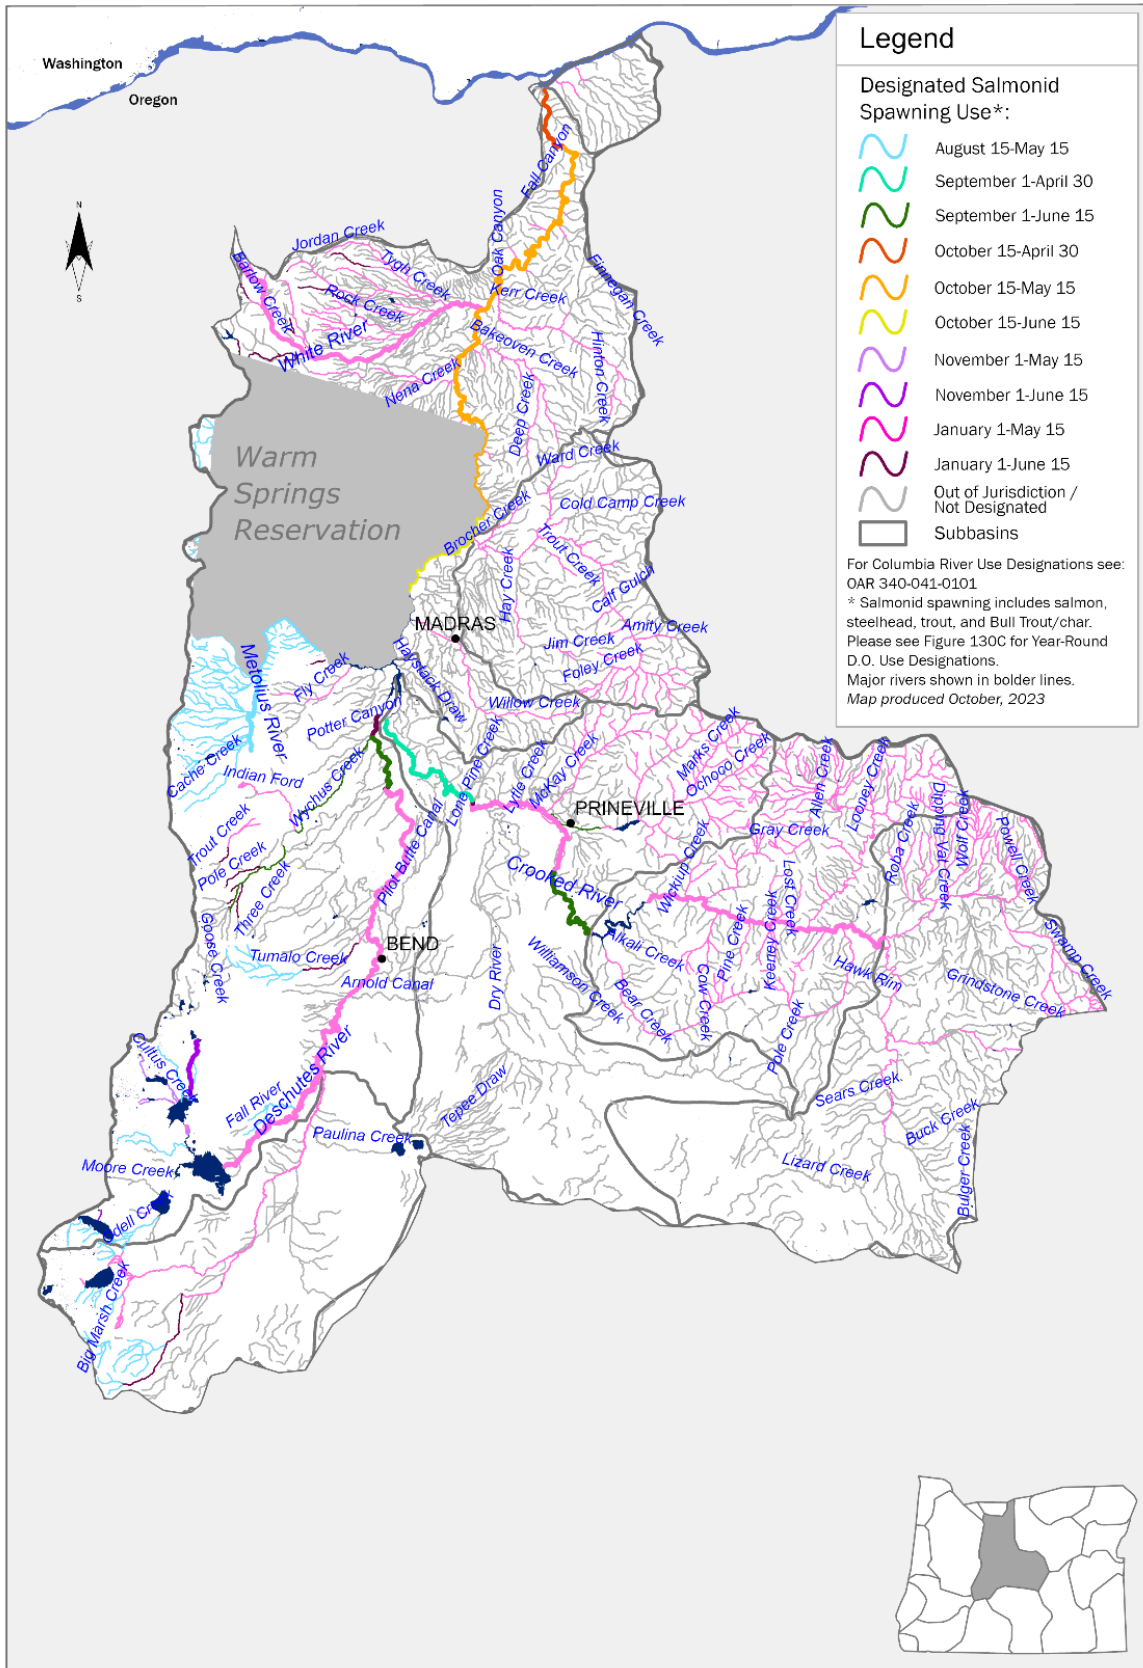 Washington
Oregon
N
S
Legend
Designated Salmonid
Spawning Use*:
August 15-May 15
September 1-April 30
September 1-June 15
October 15-April 30
October 15-May 15
October 15-June 15
November 1-May 15
November 1-June 15
January 1-May 15
January 1-June 15
Out of Jurisdiction /
Not Designated
Subbasins
For Columbia River Use Designations see:
OAR 340-041-0101
* Salmonid spawning includes salmon,
steelhead, trout, and Bull Trout/char.
Please see Figure 130C for Year-Round
D.O. Use Designations.
Major rivers shown in bolder lines.
Map produced October, 2023
Fall Canyon
Oak Canyon
Jordan Creek
Tygh Creek
Barlow Creek
Rock Creek
White River
Kerr Creek
Finnegan Creek
Bakeoven Creek
Hinton Creek
Nena Creek
Deep Creek
Ward Creek
Warm
Springs
Reservation
Cold Camp Creek
Brocher Creek
Trout Creek
Hay Creek
Calf Gulch
MADRAS
Amity Creek
Jim Creek
Foley Creek
Haystack Draw
Metolius River
Fly Creek
Willow Creek
Potter Canyon
Cache Creek
Indian Ford
Wychus Creek
Lone Pine Creek
Lytle Creek
McKay Creek
Marks Creek
Ochoco Creek
Allen Creek
Looney Creek
PRINEVILLE
Gray Creek
Roba Creek
Dipping Vat Creek
Wolf Creek
Powell Creek
Trout Creek
Pole Creek
Three Creek
Pilot Butte Canal
Crooked River
Wickiup Creek
Lost Creek
Keeney Creek
Pine Creek
Goose Creek
Tumalo Creek
BEND
Arnold Canal
Dry River
Williamson Creek
Alkali Creek
Bear Creek
Cow Creek
Hawk Rim
Grindstone Creek
Swamp Creek
Pole Creek
Cultus Creek
Fall River
Deschutes River
Paulina Creek
Tepee Draw
Sears Creek
Buck Creek
Bulger Creek
Lizard Creek
Moore Creek
Odell Creek
Big Marsh Creek